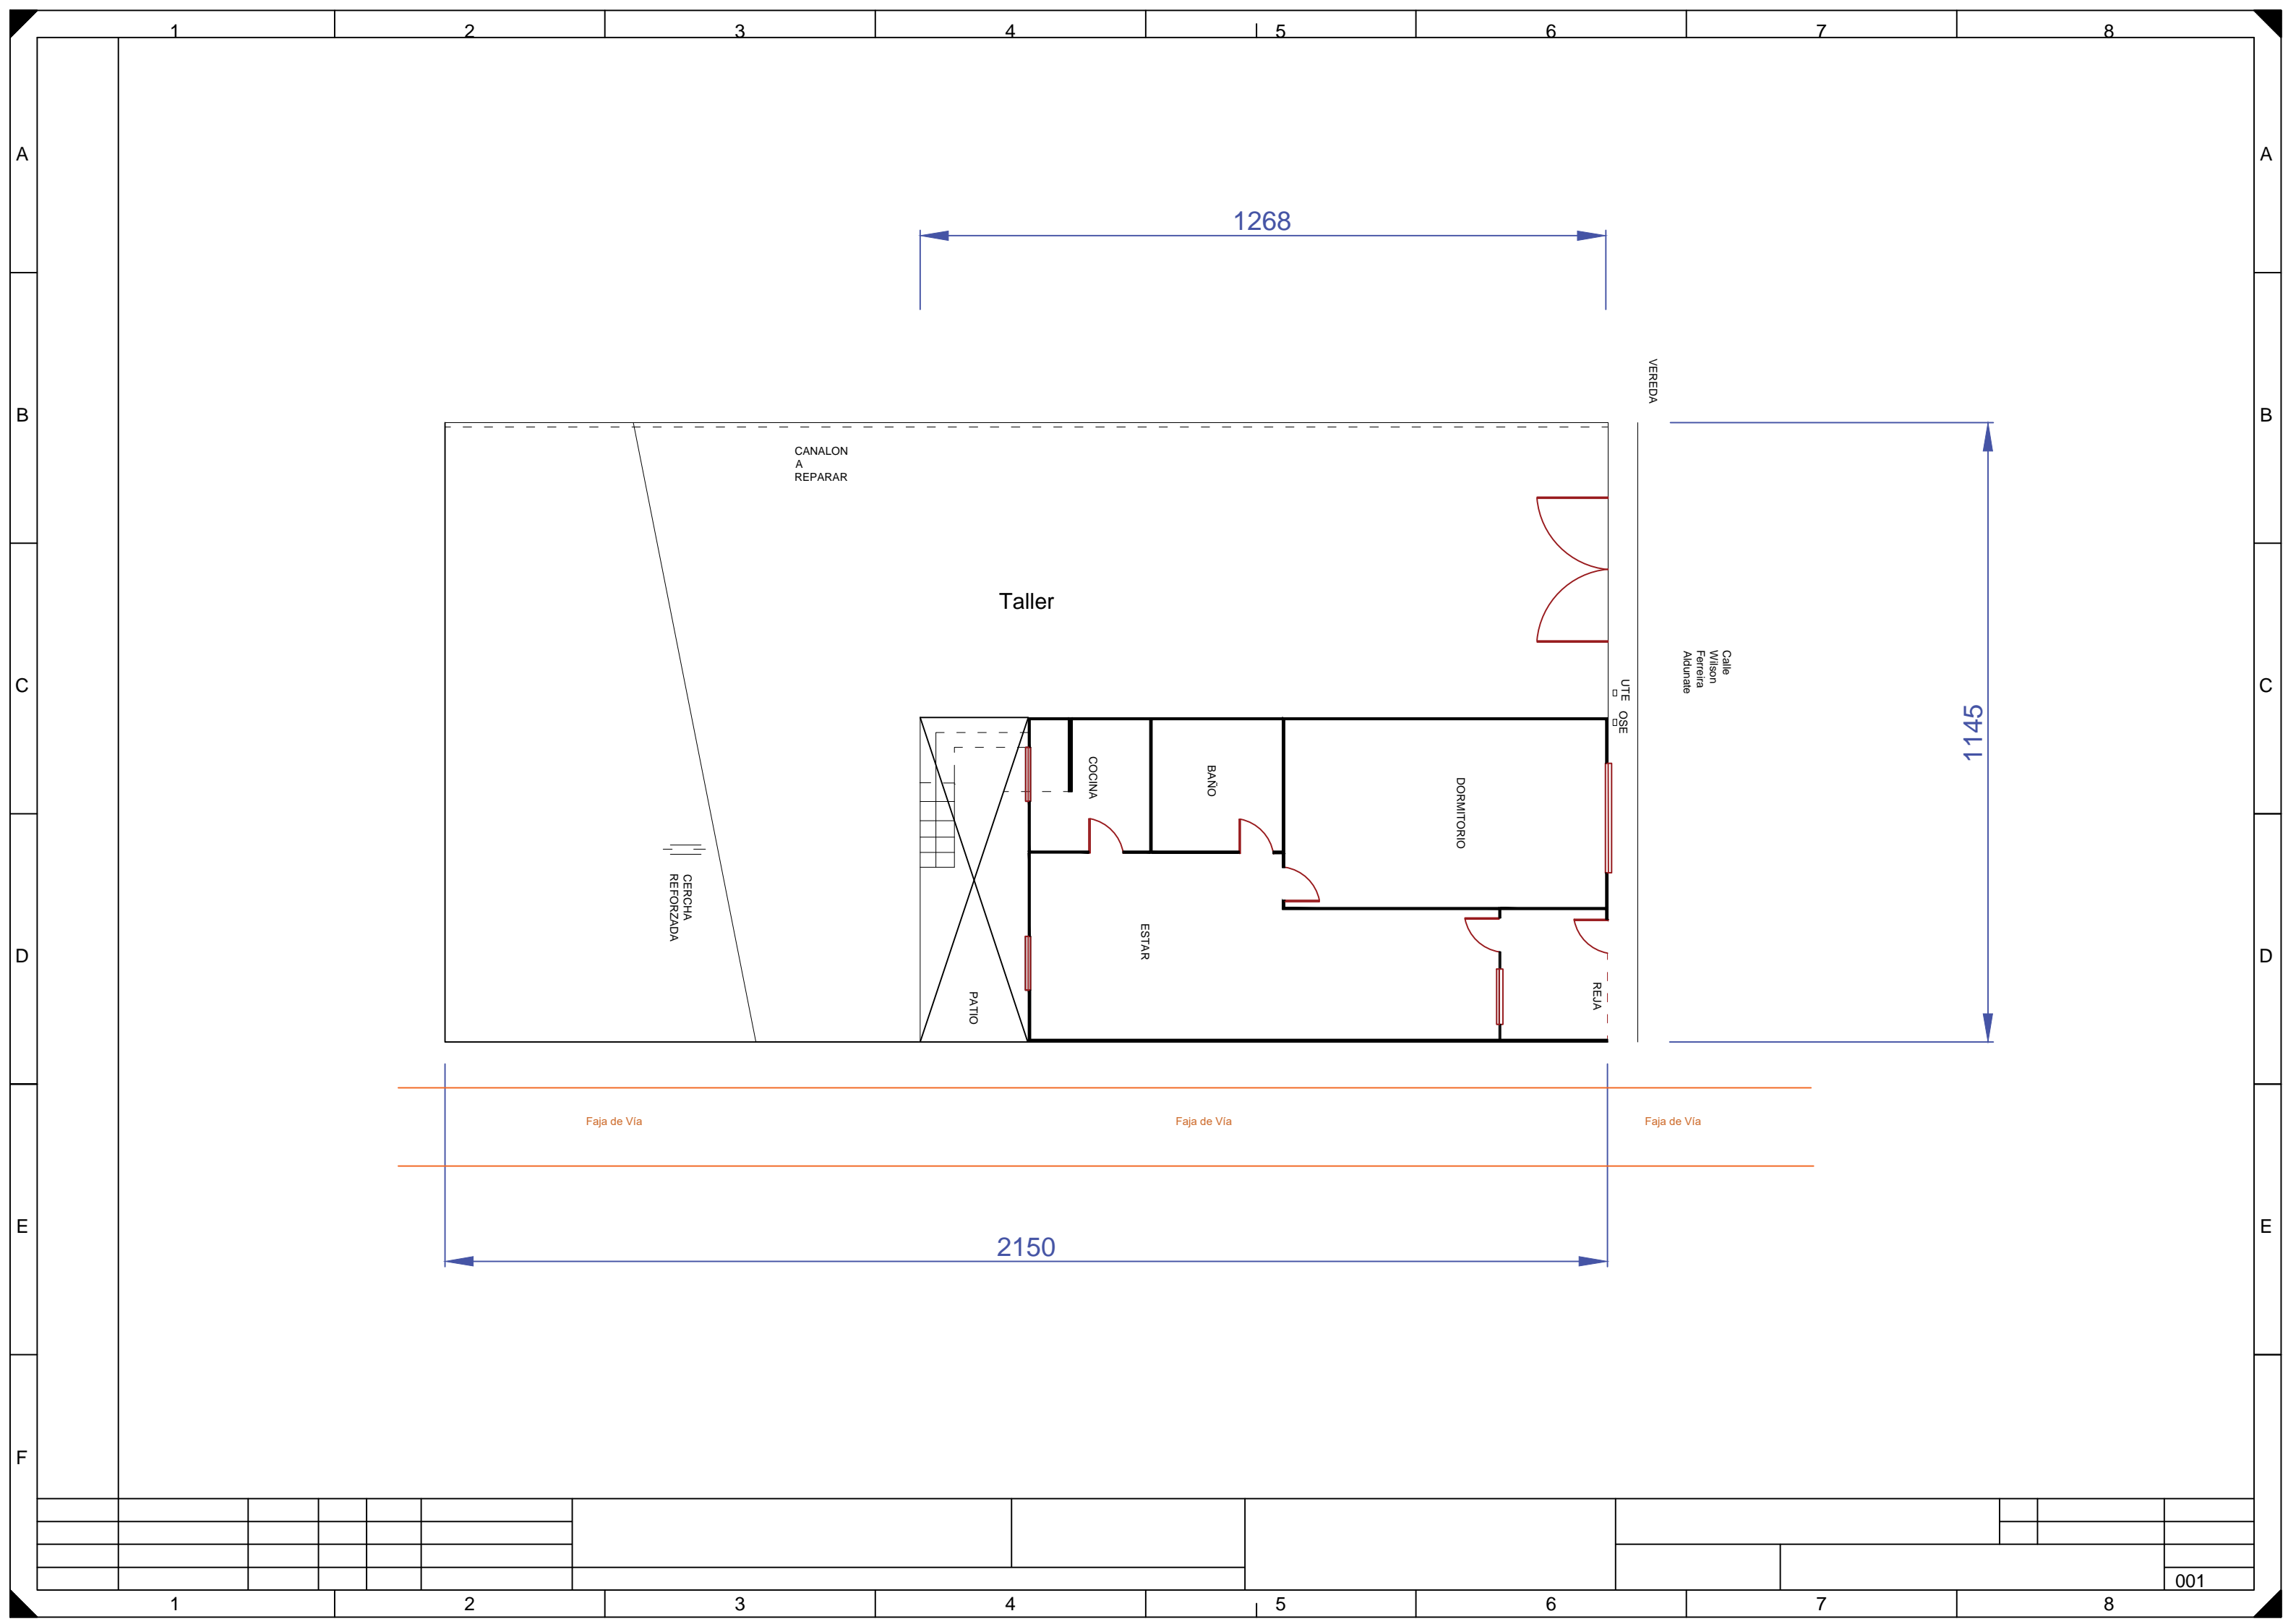 1 2 3 4 5 6 7 8
A A
1268
VEREDA
B B
CANALON
A
REPARAR
Taller
Calle
Wilson
Ferreira
Aldunate
C C
UTE OSE
1145
COCINA
BAÑO
DORMITORIO
CERCHA
REFORZADA
ESTAR
D D
PATIO
REJA
Faja de Vía Faja de Vía Faja de Vía
E E
2150
F
001
1 2 3 4 5 6 7 8